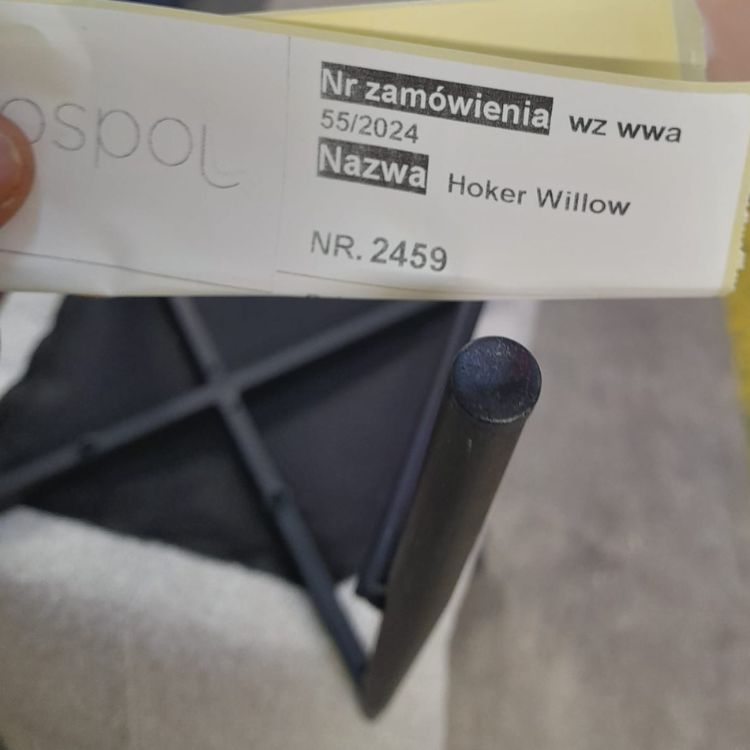 ospol
Nr zamówienia wz wwa
55/2024
Nazwa Hoker Willow
NR. 2459